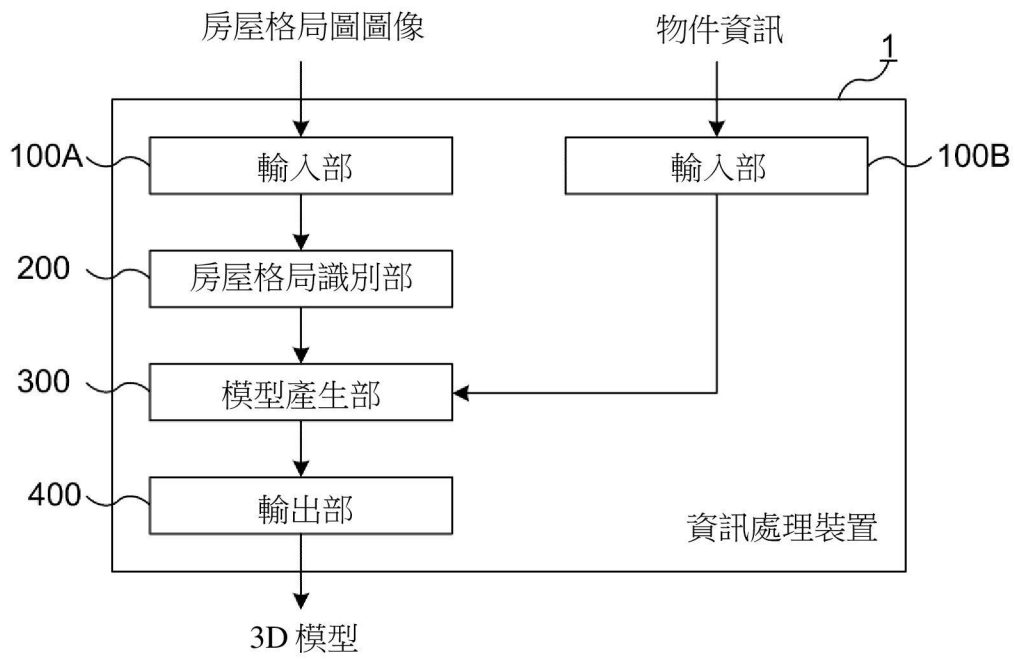 房屋格局圖圖像
物件資訊
1
100A
輸入部
輸入部
100B
200
房屋格局識別部
300
模型產生部
400
輸出部
資訊處理裝置
3D 模型